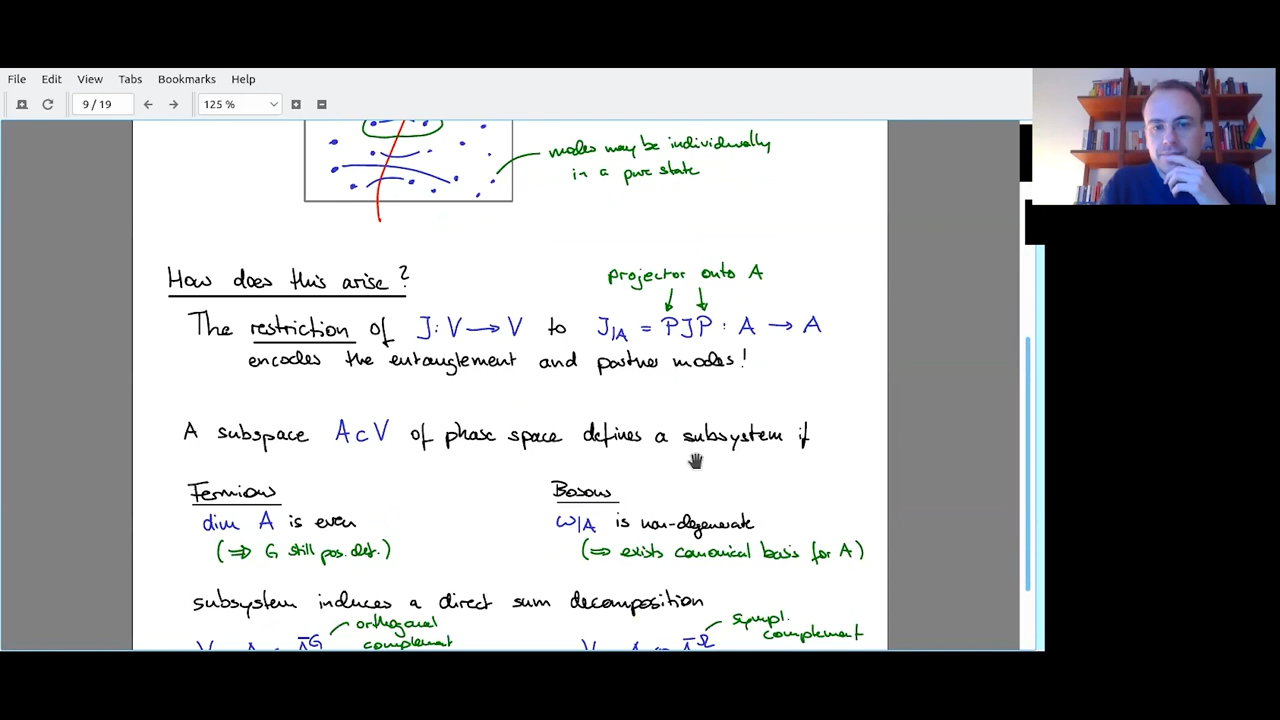 File Edit View Tabs Bookmarks Help
9 / 19 125 %
modes may be individually
in a pure state
How does this arise?
projector onto A
The restriction of J: V → V to J|A = PJP : A → A
encodes the entanglement and partner modes!
A subspace A ⊂ V of phase space defines a subsystem if
Fermions Bosons
dim A is even ω|A is non-degenerate
(⇒ G still pos. def.) (⇒ exists canonical basis for A)
subsystem induces a direct sum decomposition
orthogonal sympl.
complement complement